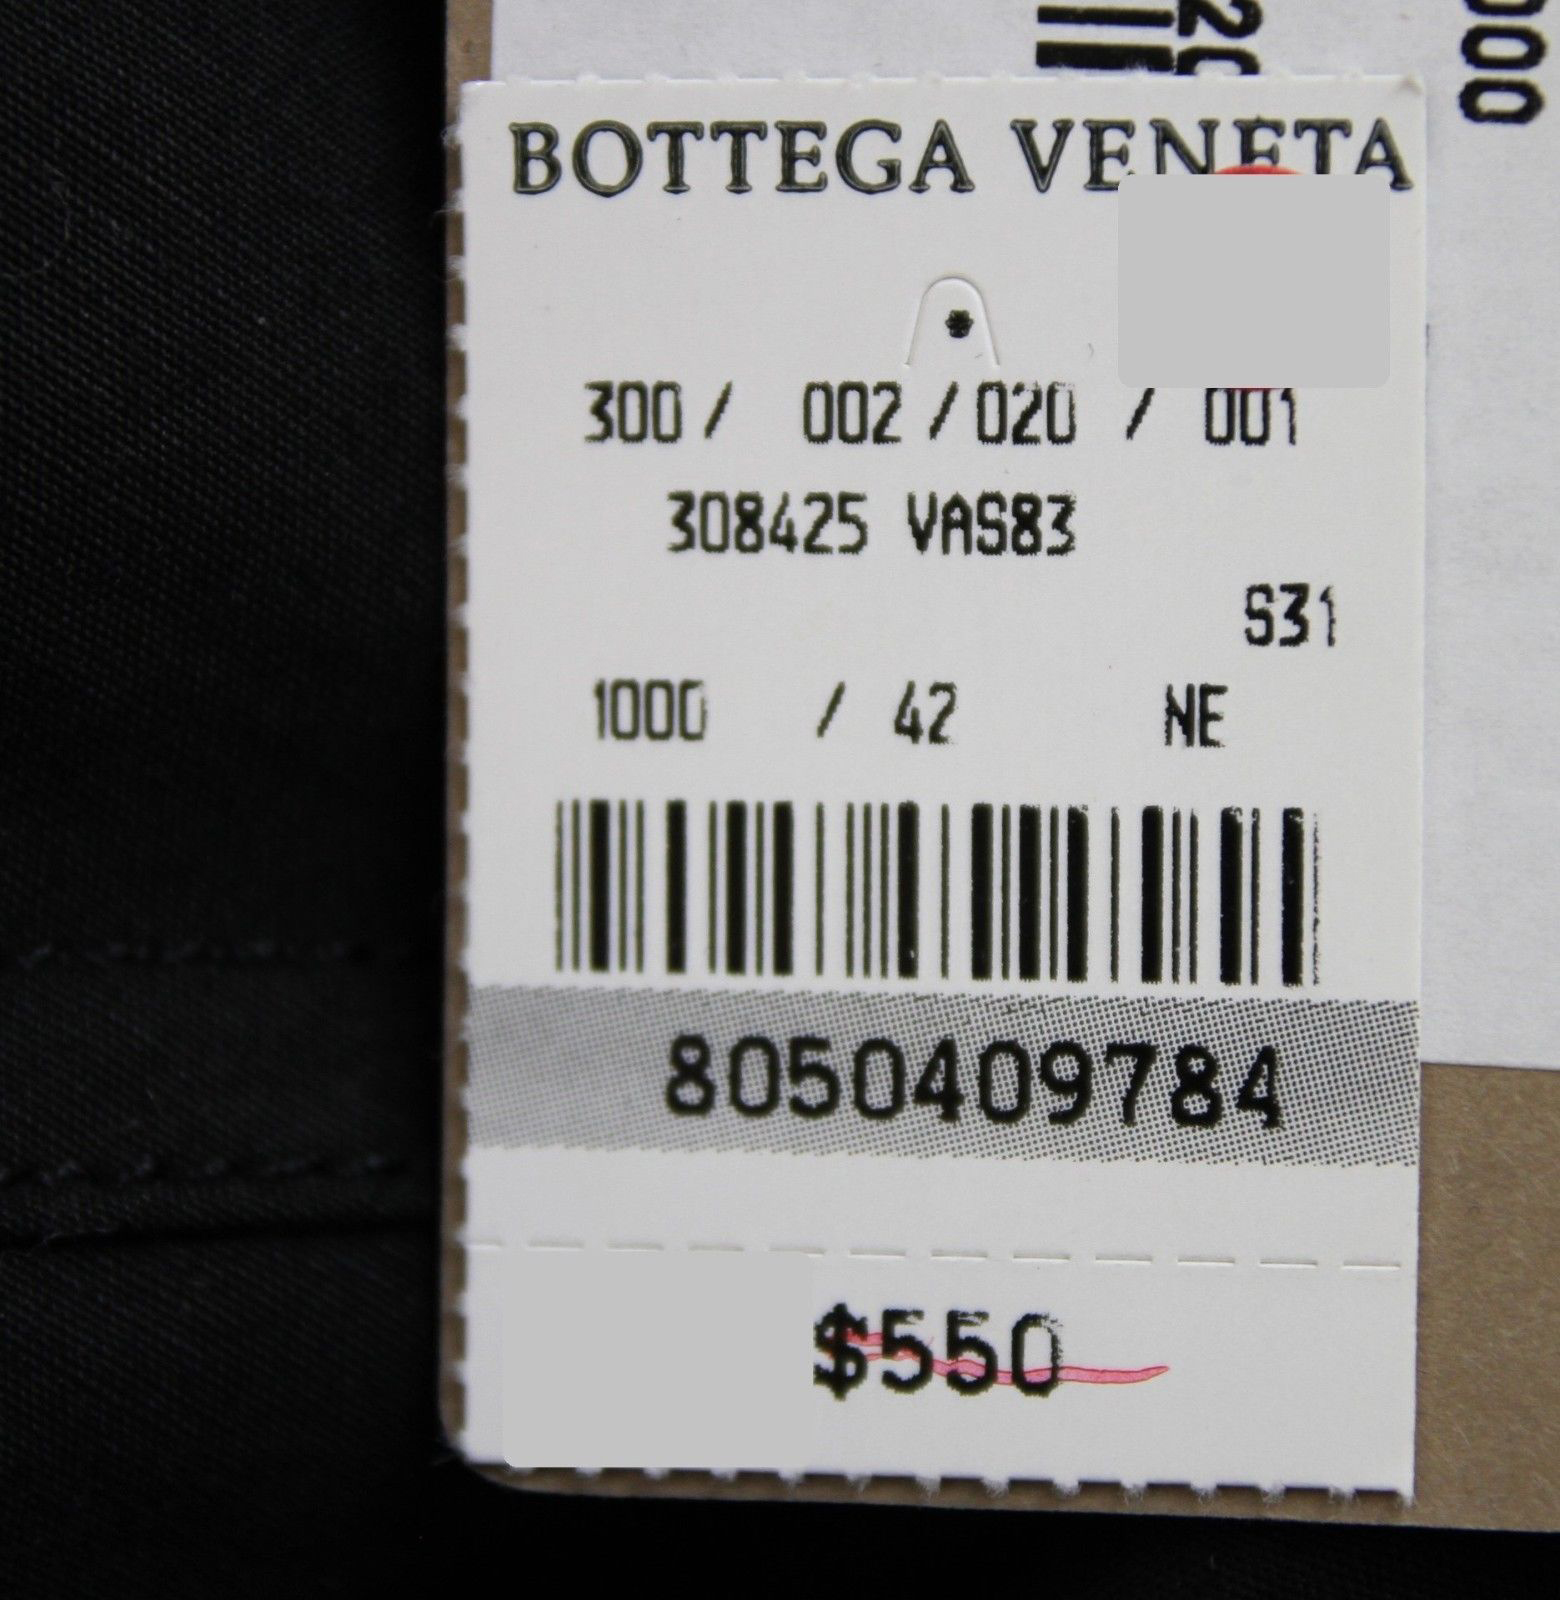 BOTTEGA VENETA
300 / 002 / 020 / 001
308425 VAS83
S31
1000 / 42 NE
8050409784
$550